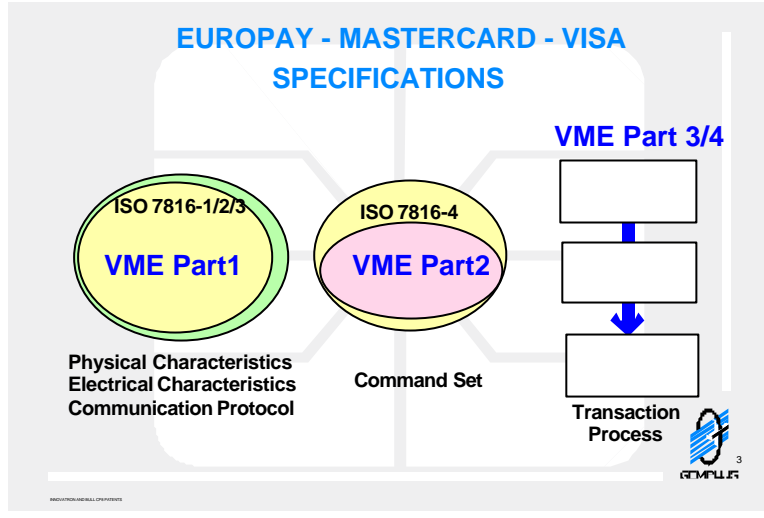 EUROPAY - MASTERCARD - VISA
SPECIFICATIONS
ISO 7816-1/2/3
VME Part1
Physical Characteristics
Electrical Characteristics
Communication Protocol
ISO 7816-4
VME Part2
Command Set
VME Part 3/4
Transaction
Process
GEMPLUS
3
INNOVATRON AND BULL CP8 PATENTS